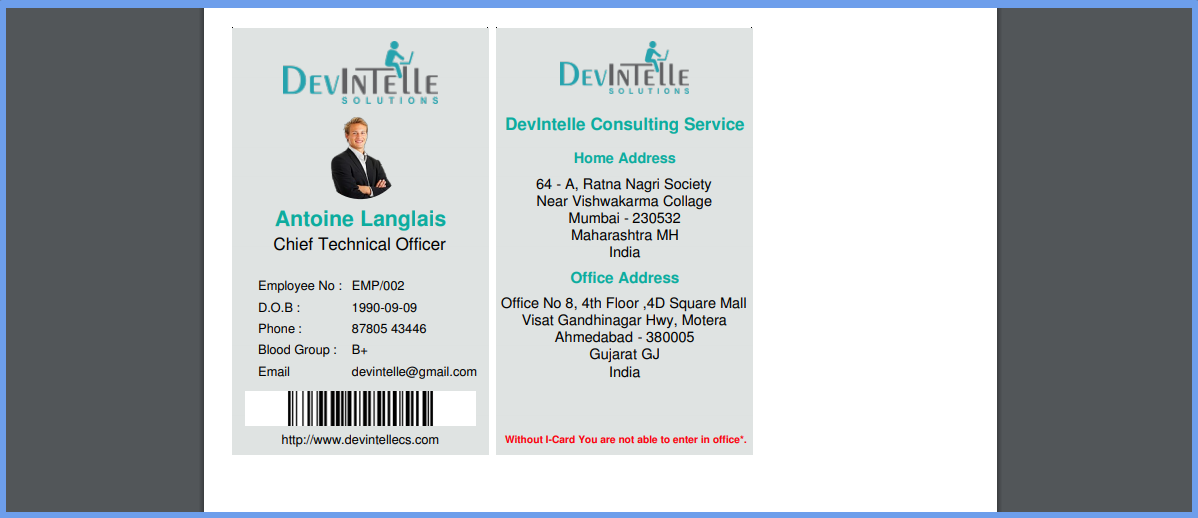 DEVINTELLE
SOLUTIONS
Antoine Langlais
Chief Technical Officer
Employee No : EMP/002
D.O.B : 1990-09-09
Phone : 87805 43446
Blood Group : B+
Email devintelle@gmail.com
http://www.devintellecs.com
DEVINTELLE
SOLUTIONS
DevIntelle Consulting Service
Home Address
64 - A, Ratna Nagri Society
Near Vishwakarma Collage
Mumbai - 230532
Maharashtra MH
India
Office Address
Office No 8, 4th Floor ,4D Square Mall
Visat Gandhinagar Hwy, Motera
Ahmedabad - 380005
Gujarat GJ
India
Without I-Card You are not able to enter in office*.